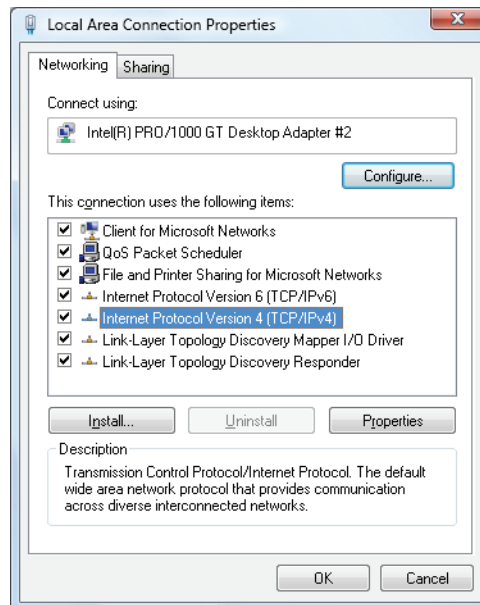 Local Area Connection Properties
Networking
Sharing
Connect using:
Intel(R) PRO/1000 GT Desktop Adapter #2
Configure...
This connection uses the following items:
Client for Microsoft Networks
QoS Packet Scheduler
File and Printer Sharing for Microsoft Networks
Internet Protocol Version 6 (TCP/IPv6)
Internet Protocol Version 4 (TCP/IPv4)
Link-Layer Topology Discovery Mapper I/O Driver
Link-Layer Topology Discovery Responder
Install...
Uninstall
Properties
Description
Transmission Control Protocol/Internet Protocol. The default
wide area network protocol that provides communication
across diverse interconnected networks.
OK
Cancel